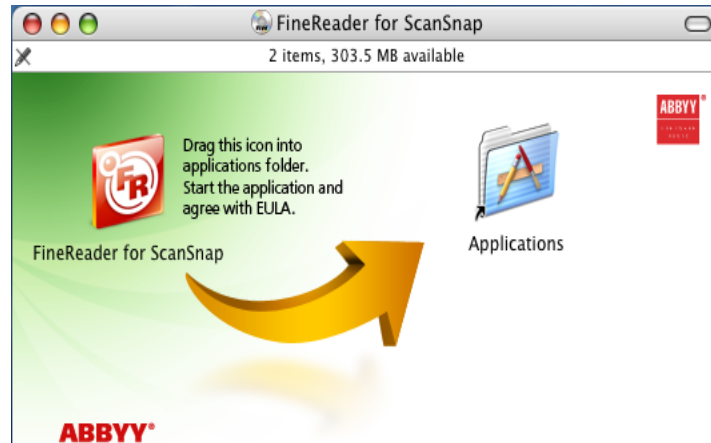 FineReader for ScanSnap
2 items, 303.5 MB available
ABBYY®
Drag this icon into
applications folder.
Start the application and
agree with EULA.
FR
FineReader for ScanSnap
Applications
ABBYY®